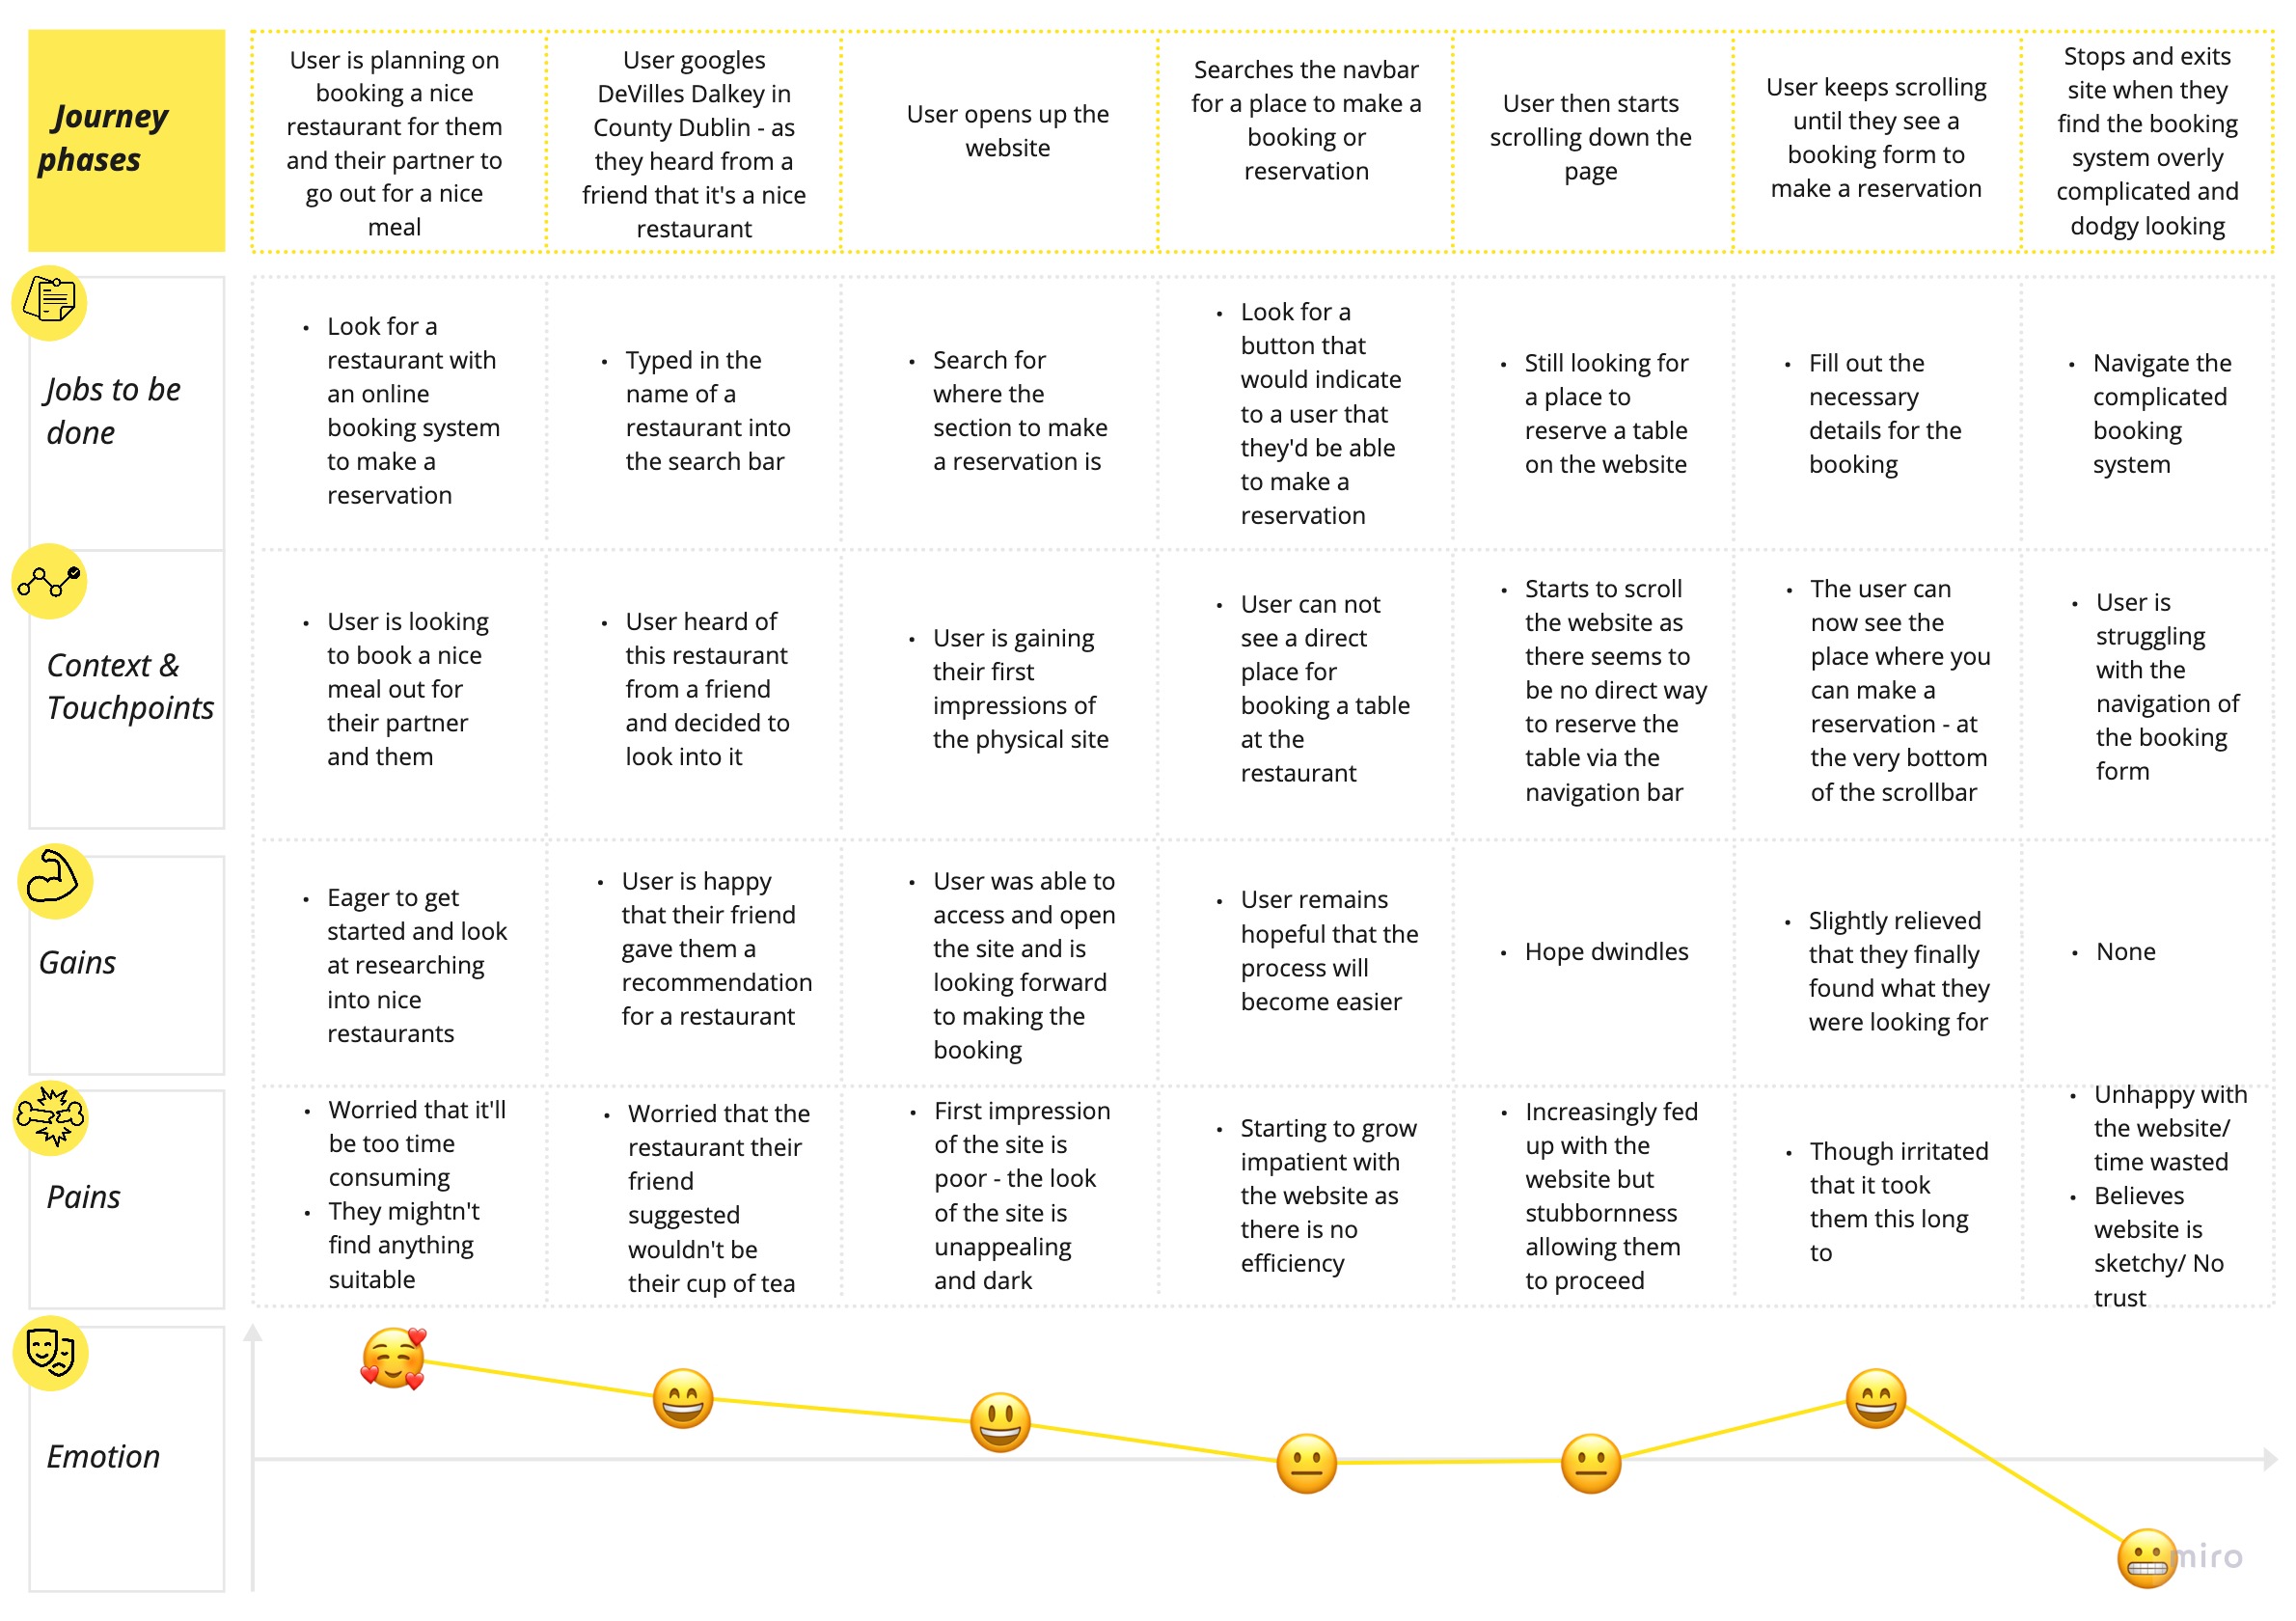 Journey
phases
User is planning on
booking a nice
restaurant for them
and their partner to
go out for a nice
meal
User googles
DeVilles Dalkey in
County Dublin - as
they heard from a
friend that it's a nice
restaurant
User opens up the
website
Searches the navbar
for a place to make a
booking or
reservation
User then starts
scrolling down the
page
User keeps scrolling
until they see a
booking form to
make a reservation
Stops and exits
site when they
find the booking
system overly
complicated and
dodgy looking
Jobs to be
done
• Look for a
restaurant with
an online
booking system
to make a
reservation
• Typed in the
name of a
restaurant into
the search bar
• Search for
where the
section to make
a reservation is
• Look for a
button that
would indicate
to a user that
they'd be able
to make a
reservation
• Still looking for
a place to
reserve a table
on the website
• Fill out the
necessary
details for the
booking
• Navigate the
complicated
booking
system
Context &
Touchpoints
• User is looking
to book a nice
meal out for
their partner
and them
• User heard of
this restaurant
from a friend
and decided to
look into it
• User is gaining
their first
impressions of
the physical site
• User can not
see a direct
place for
booking a table
at the
restaurant
• Starts to scroll
the website as
there seems to
be no direct way
to reserve the
table via the
navigation bar
• The user can
now see the
place where you
can make a
reservation - at
the very bottom
of the scrollbar
• User is
struggling
with the
navigation of
the booking
form
Gains
• Eager to get
started and look
at researching
into nice
restaurants
• User is happy
that their friend
gave them a
recommendation
for a restaurant
• User was able to
access and open
the site and is
looking forward
to making the
booking
• User remains
hopeful that the
process will
become easier
• Hope dwindles
• Slightly relieved
that they finally
found what they
were looking for
• None
Pains
• Worried that it'll
be too time
consuming
• They mightn't
find anything
suitable
• Worried that the
restaurant their
friend
suggested
wouldn't be
their cup of tea
• First impression
of the site is
poor - the look
of the site is
unappealing
and dark
• Starting to grow
impatient with
the website as
there is no
efficiency
• Increasingly fed
up with the
website but
stubbornness
allowing them
to proceed
• Though irritated
that it took
them this long
to
• Unhappy with
the website/
time wasted
• Believes
website is
sketchy/ No
trust
Emotion
miro